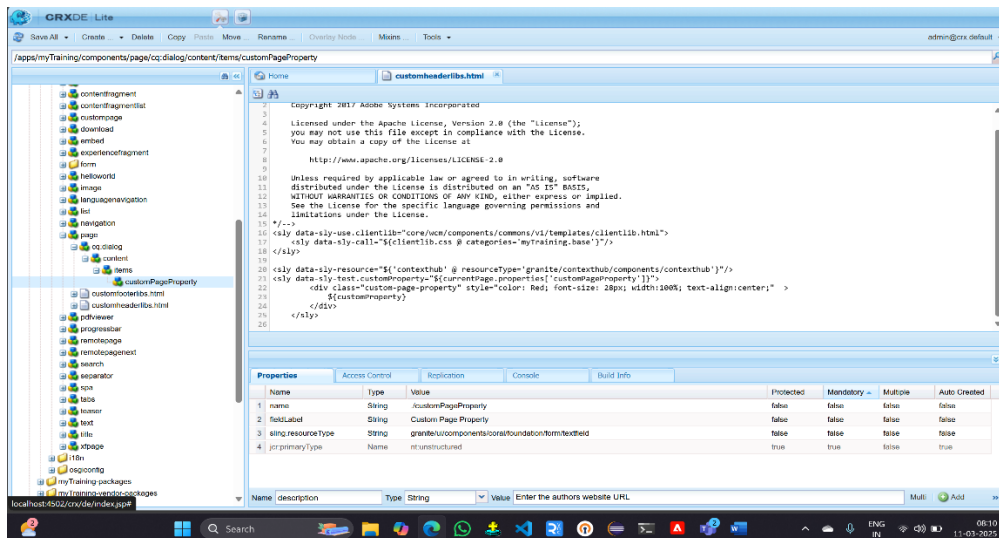 CRXDE Lite
Save All Create ... Delete Copy Paste Move ... Rename ... Overlay Node ... Mixins ... Tools admin@crx.default
/apps/myTraining/components/page/cq:dialog/content/items/customPageProperty
Home customheaderlibs.html
contentfragment
contentfragmentlist
custompage
download
embed
experiencefragment
form
helloworld
image
languagenavigation
list
navigation
page
cq:dialog
content
items
customPageProperty
customfooterlibs.html
customheaderlibs.html
pdfviewer
progressbar
remotepage
remotepagenext
search
separator
spa
tabs
teaser
text
title
xfpage
i18n
osgiconfig
myTraining-packages
myTraining-vendor-packages
localhost:4502/crx/de/index.jsp#
2 Copyright 2017 Adobe Systems Incorporated
3
4 Licensed under the Apache License, Version 2.0 (the "License");
5 you may not use this file except in compliance with the License.
6 You may obtain a copy of the License at
7
8 http://www.apache.org/licenses/LICENSE-2.0
9
10 Unless required by applicable law or agreed to in writing, software
11 distributed under the License is distributed on an "AS IS" BASIS,
12 WITHOUT WARRANTIES OR CONDITIONS OF ANY KIND, either express or implied.
13 See the License for the specific language governing permissions and
14 limitations under the License.
15 */-->
16 <sly data-sly-use.clientlib="core/wcm/components/commons/v1/templates/clientlib.html">
17 <sly data-sly-call="${clientlib.css @ categories='myTraining.base'}"/>
18 </sly>
19
20 <sly data-sly-resource="${'contexthub' @ resourceType='granite/contexthub/components/contexthub'}"/>
21 <sly data-sly-test.customProperty="${currentPage.properties['customPageProperty']}">
22 <div class="custom-page-property" style="color: Red; font-size: 28px; width:100%; text-align:center;" >
23 ${customProperty}
24 </div>
25 </sly>
26
Properties Access Control Replication Console Build Info
Name Type Value Protected Mandatory Multiple Auto Created
1 name String ./customPageProperty false false false false
2 fieldLabel String Custom Page Property false false false false
3 sling:resourceType String granite/ui/components/coral/foundation/form/textfield false false false false
4 jcr:primaryType Name nt:unstructured true true false true
Name description Type String Value Enter the authors website URL Multi Add
2 Search ENG 08:10
IN 11-03-2025